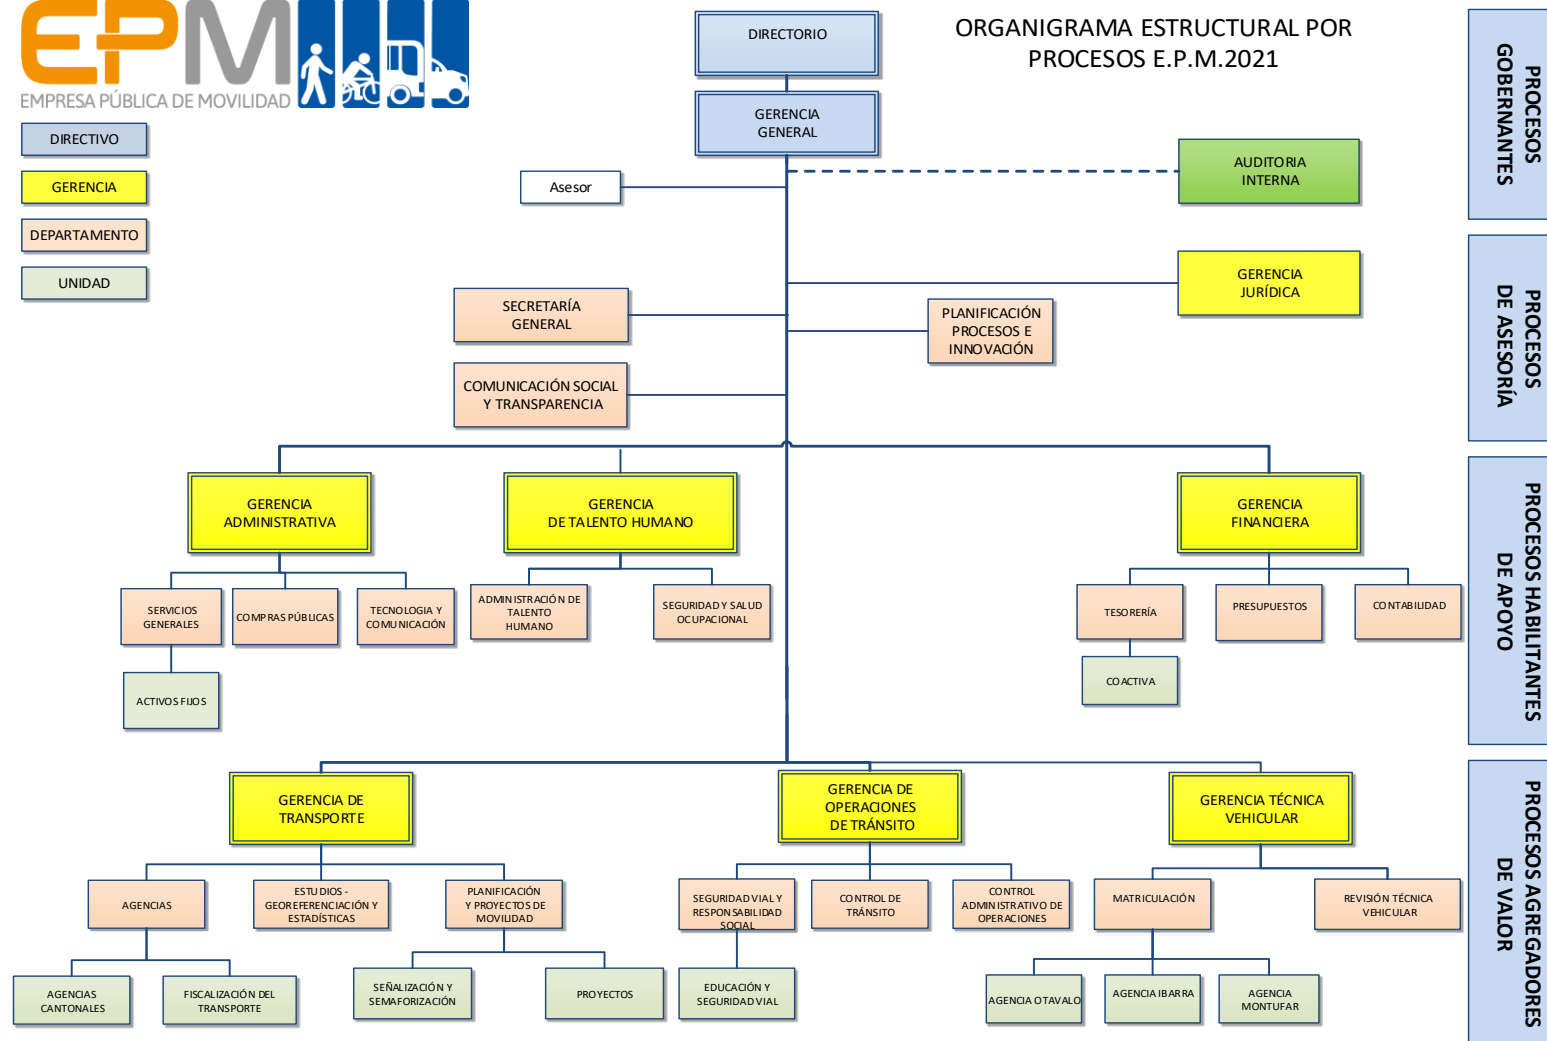 EPM
EMPRESA PÚBLICA DE MOVILIDAD
ORGANIGRAMA ESTRUCTURAL POR
PROCESOS E.P.M.2021
DIRECTIVO
GERENCIA
DEPARTAMENTO
UNIDAD
DIRECTORIO
GERENCIA
GENERAL
Asesor
AUDITORIA
INTERNA
GERENCIA
JURÍDICA
SECRETARÍA
GENERAL
PLANIFICACIÓN
PROCESOS E
INNOVACIÓN
COMUNICACIÓN SOCIAL
Y TRANSPARENCIA
GERENCIA
ADMINISTRATIVA
GERENCIA
DE TALENTO HUMANO
GERENCIA
FINANCIERA
SERVICIOS
GENERALES
COMPRAS PÚBLICAS
TECNOLOGIA Y
COMUNICACIÓN
ADMINISTRACIÓN DE
TALENTO
HUMANO
SEGURIDAD Y SALUD
OCUPACIONAL
TESORERÍA
PRESUPUESTOS
CONTABILIDAD
ACTIVOS FIJOS
COACTIVA
GERENCIA DE
TRANSPORTE
GERENCIA DE
OPERACIONES
DE TRÁNSITO
GERENCIA TÉCNICA
VEHICULAR
AGENCIAS
ESTUDIOS -
GEOREFERENCIACIÓN Y
ESTADÍSTICAS
PLANIFICACIÓN
Y PROYECTOS DE
MOVILIDAD
SEGURIDAD VIAL Y
RESPONSABILIDAD
SOCIAL
CONTROL DE
TRÁNSITO
CONTROL
ADMINISTRATIVO DE
OPERACIONES
MATRICULACIÓN
REVISIÓN TÉCNICA
VEHICULAR
AGENCIAS
CANTONALES
FISCALIZACIÓN DEL
TRANSPORTE
SEÑALIZACIÓN Y
SEMAFORIZACIÓN
PROYECTOS
EDUCACIÓN Y
SEGURIDAD VIAL
AGENCIA OTAVALO
AGENCIA IBARRA
AGENCIA
MONTUFAR
PROCESOS
GOBERNANTES
PROCESOS
DE ASESORÍA
PROCESOS HABILITANTES
DE APOYO
PROCESOS AGREGADORES
DE VALOR